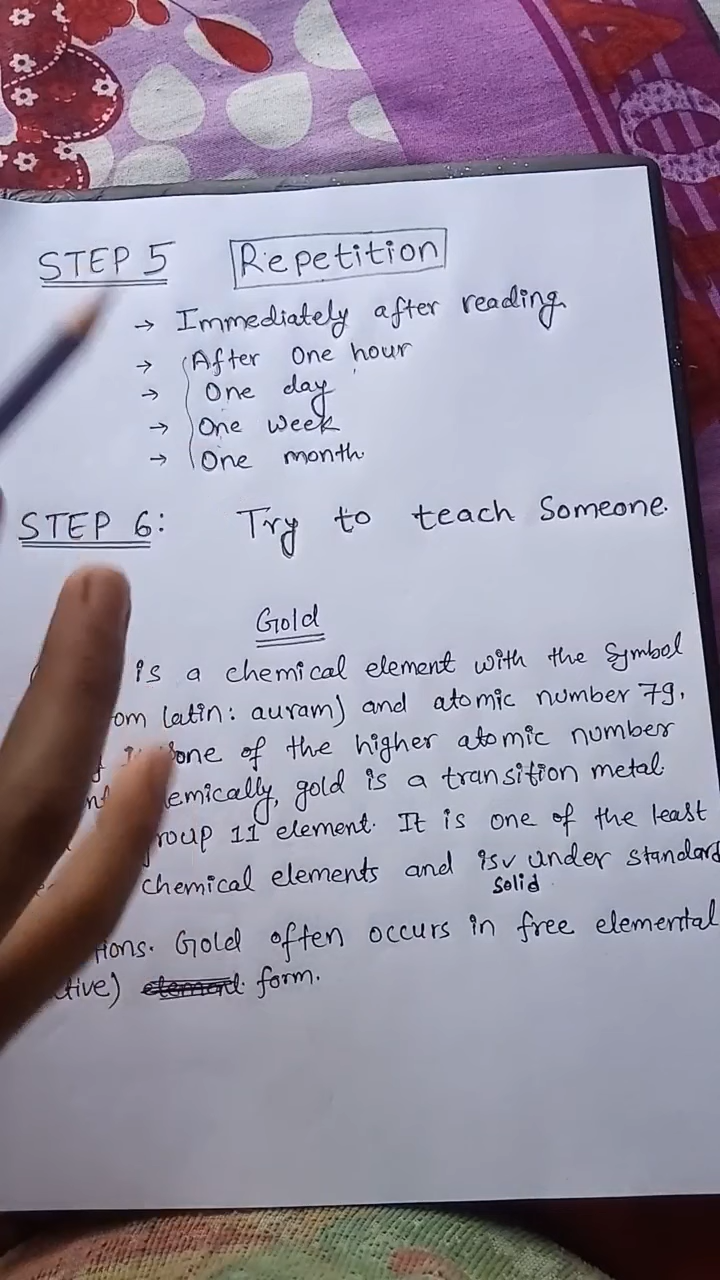 STEP 5 Repetition
→ Immediately after reading.
→ After one hour
→ One day
→ One week
→ One month.
STEP 6: Try to teach Someone.
Gold
is a chemical element with the Symbol
om latin: auram) and atomic number 79,
one of the higher atomic number
emically, gold is a transition metal.
roup 11 element. It is one of the least
chemical elements and is ✓ under standard
Solid
tions. Gold often occurs in free elemental
tive) form.